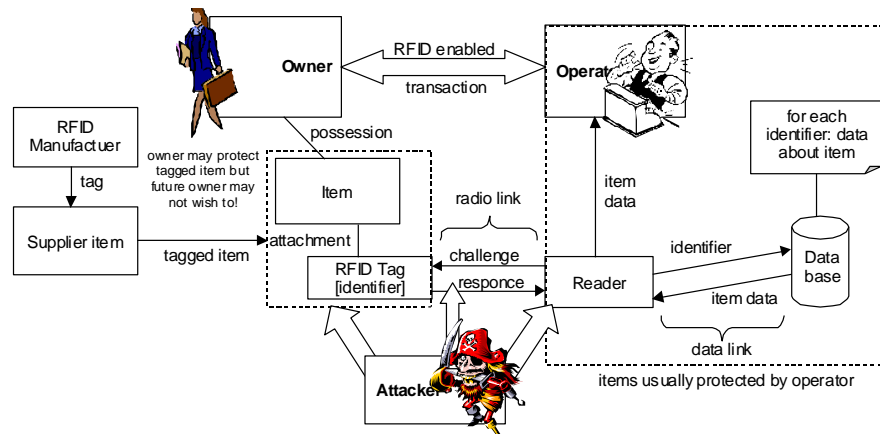 Owner
RFID enabled
transaction
Operat
for each
identifier: data
about item
RFID
Manufactuer
tag
possession
owner may protect
tagged item but
future owner may
not wish to!
Item
radio link
item
data
Supplier item
tagged item
attachment
RFID Tag
[identifier]
challenge
responce
Reader
identifier
item data
Data
base
data link
Attacker
items usually protected by operator